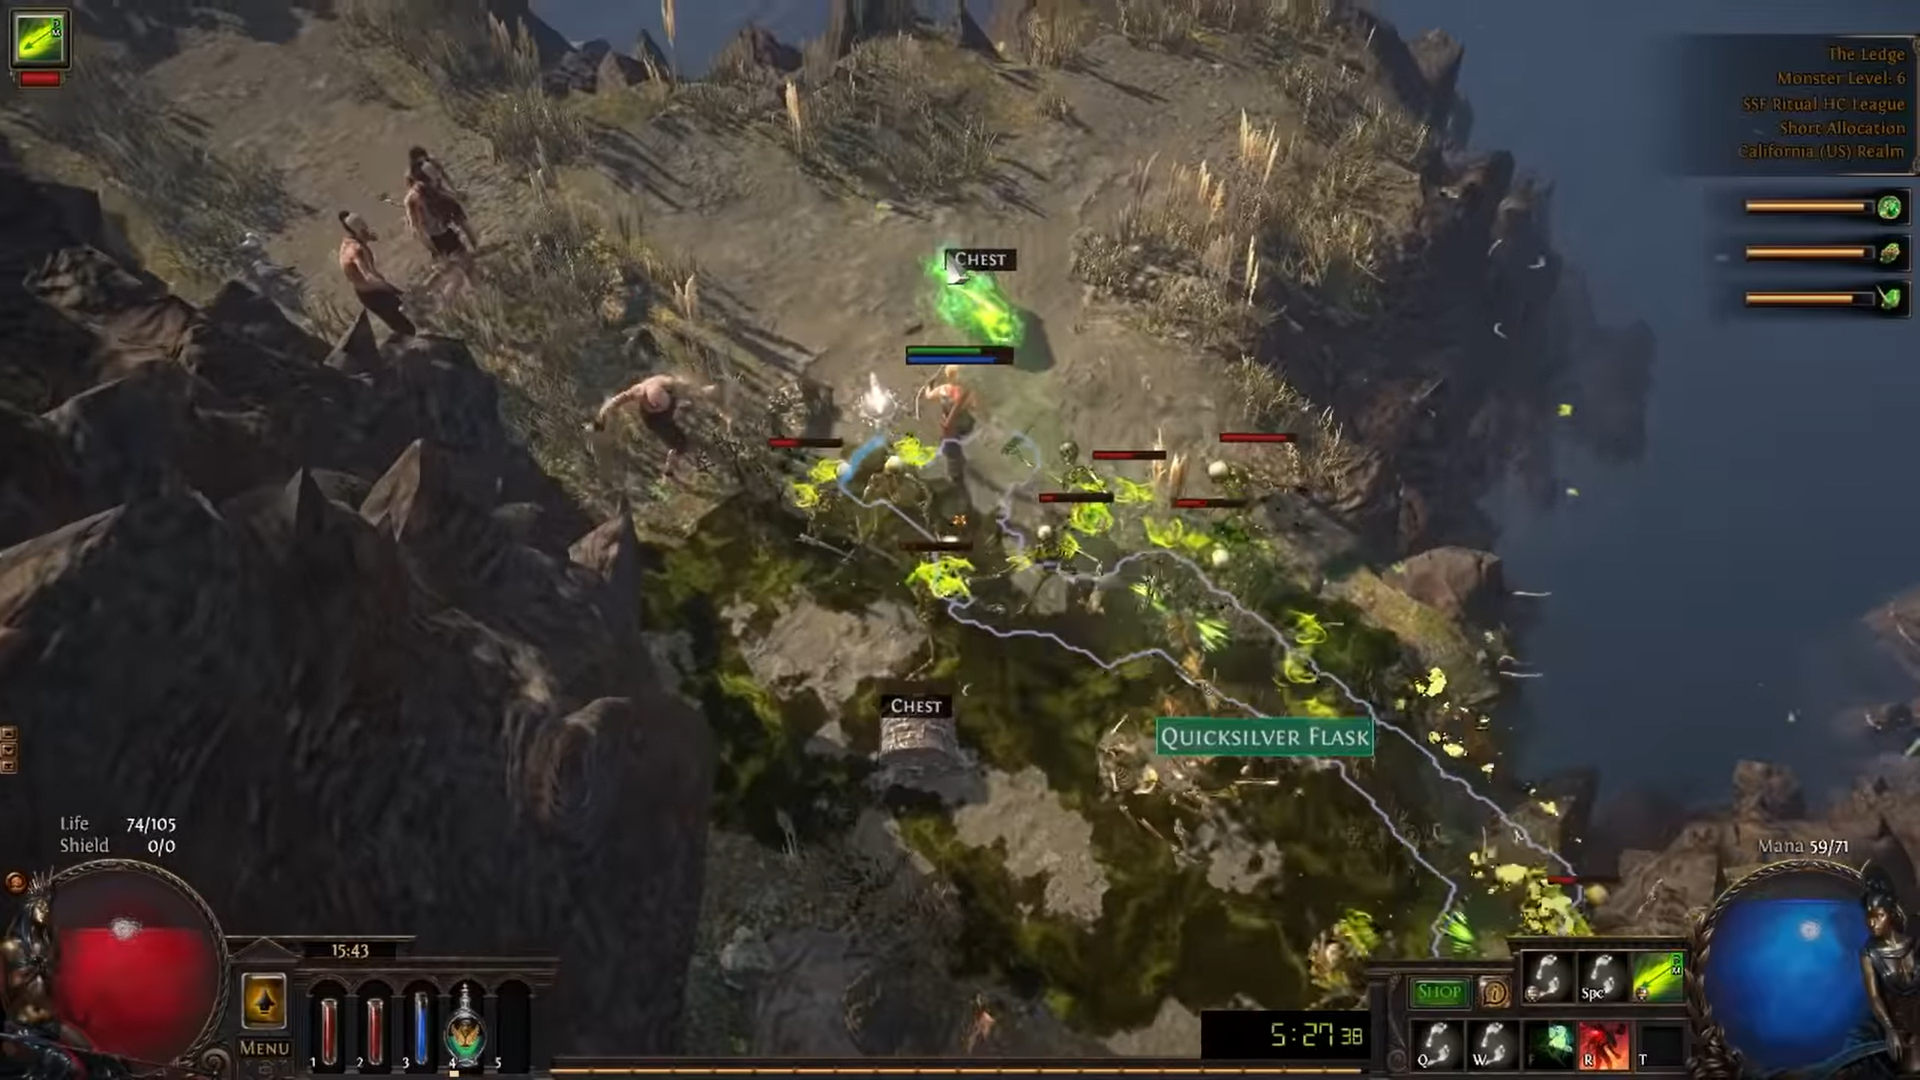 The Ledge
Monster Level: 6
SSF Ritual HC League
Short Allocation
California (US) Realm
CHEST
CHEST
QUICKSILVER FLASK
Life 74/105
Shield 0/0
Mana 59/71
15:43
MENU
1 2 3 4 5
5:27 38
SHOP
Spc
M
Q W F R T
M